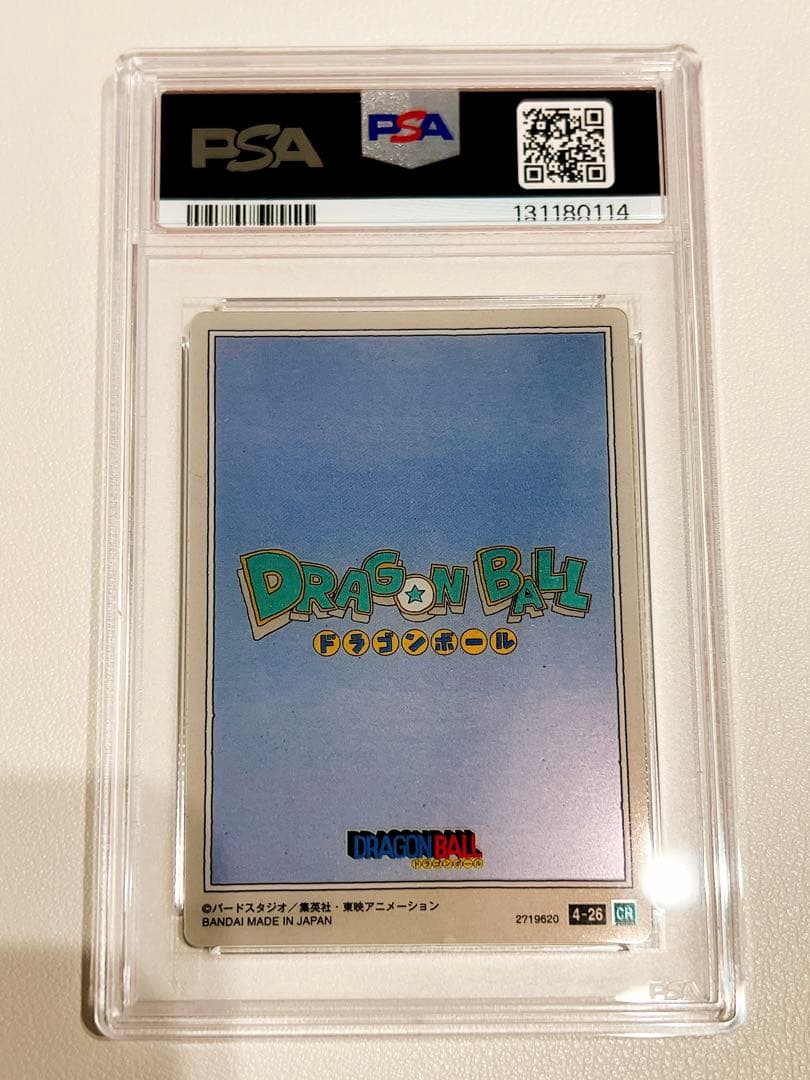 PSA
PSA
131180114
DRAGON BALL
ドラゴンボール
DRAGON BALL
ドラゴンボール
©バードスタジオ／集英社・東映アニメーション
BANDAI MADE IN JAPAN
2719620 4-26 CR
PSA